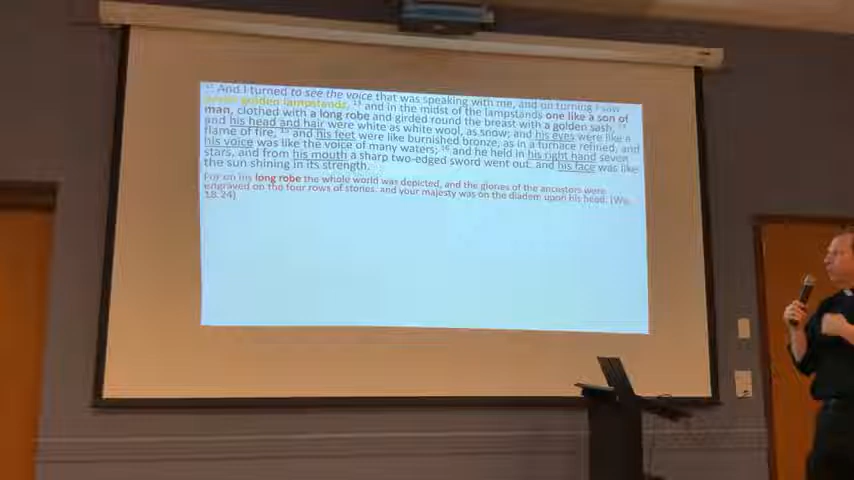 12 And I turned to see the voice that was speaking with me, and on turning I saw
seven golden lampstands, 13 and in the midst of the lampstands one like a son of
man, clothed with a long robe and girded round the breast with a golden sash, 14
and his head and hair were white as white wool, as snow; and his eyes were like a
flame of fire, 15 and his feet were like burnished bronze, as in a furnace refined, and
his voice was like the voice of many waters; 16 and he held in his right hand seven
stars, and from his mouth a sharp two-edged sword went out. and his face was like
the sun shining in its strength.
For on his long robe the whole world was depicted, and the glories of the ancestors were
engraved on the four rows of stones. and your majesty was on the diadem upon his head. (Wis.
18:24)